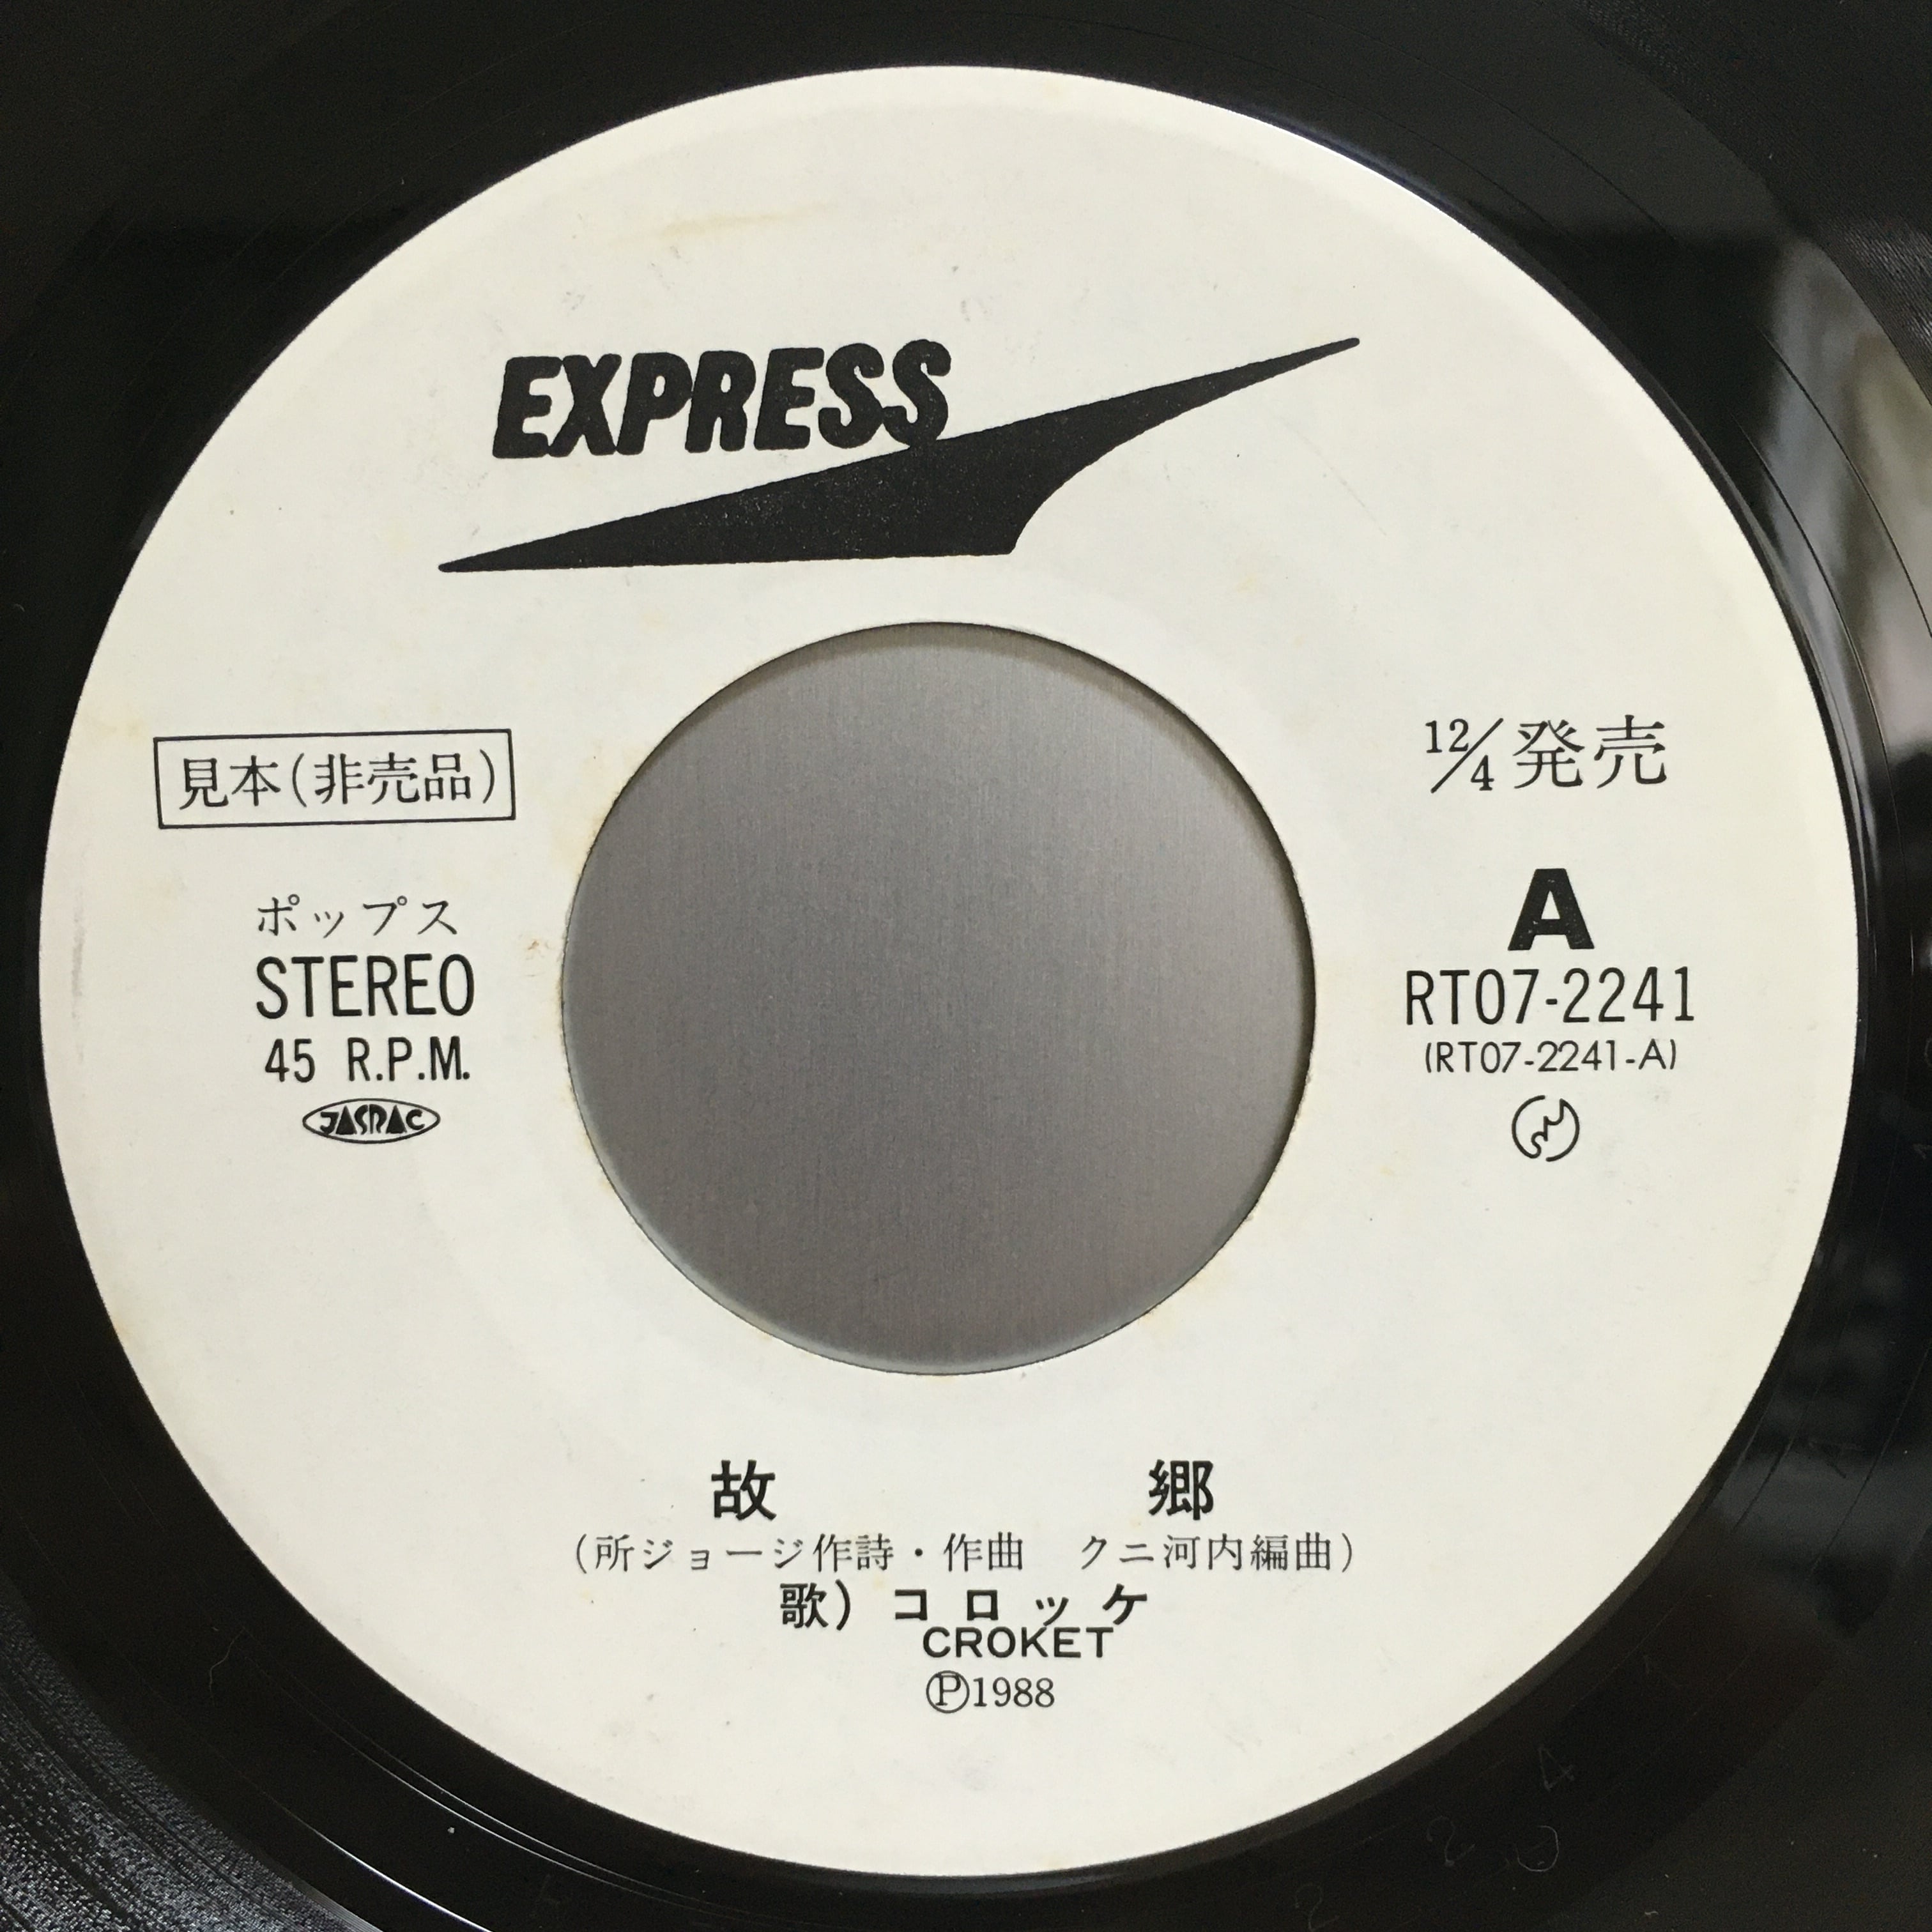 EXPRESS
見本(非売品)
12/4発売
ポップス
STEREO
45 R.P.M.
JASRAC
A
RT07-2241
(RT07-2241-A)
故 郷
(所ジョージ作詩・作曲 クニ河内編曲)
歌) コロッケ
CROKET
Ⓟ1988